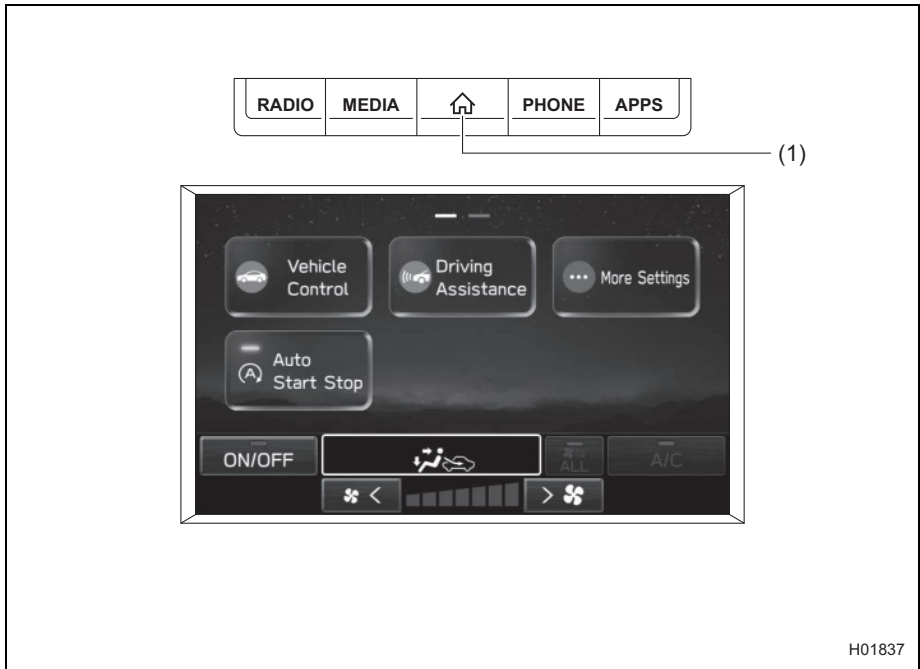 RADIO MEDIA PHONE APPS
(1)
Vehicle
Control
Driving
Assistance
More Settings
Auto
Start Stop
ON/OFF
ALL
A/C
H01837